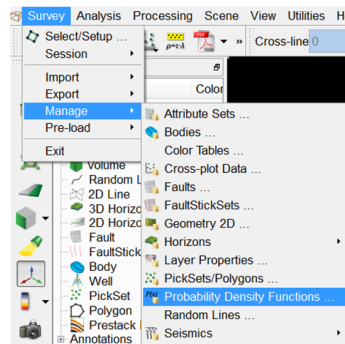 Survey Analysis Processing Scene View Utilities H
Select/Setup ...
Session
Import
Export
Manage
Pre-load
Exit
ρ=τ·λ
Cross-line 0
Color
Attribute Sets ...
Bodies ...
Color Tables ...
Cross-plot Data ...
Faults ...
FaultStickSets ...
Geometry 2D ...
Horizons
Layer Properties ...
PickSets/Polygons ...
P(x) Probability Density Functions ...
Random Lines ...
Seismics
Volume
Random L
2D Line
3D Horizo
2D Horizo
Fault
FaultStick
Body
Well
PickSet
Polygon
Prestack
Annotations